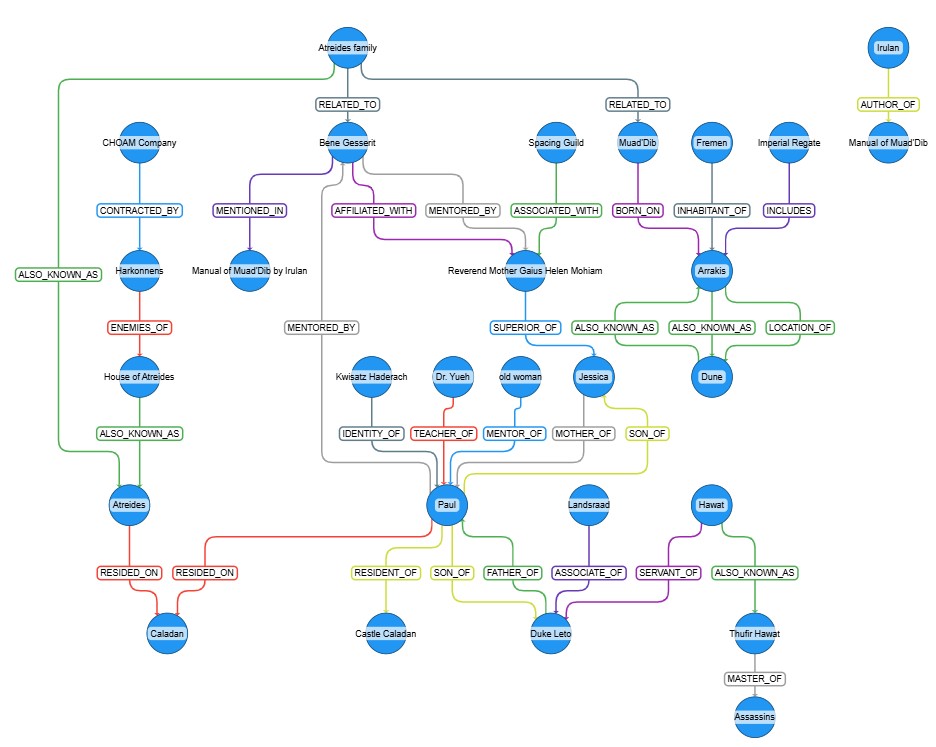 Atreides family
Irulan
RELATED_TO
RELATED_TO
AUTHOR_OF
CHOAM Company
Bene Gesserit
Spacing Guild
Muad'Dib
Fremen
Imperial Regate
Manual of Muad'Dib
CONTRACTED_BY
MENTIONED_IN
AFFILIATED_WITH
MENTORED_BY
ASSOCIATED_WITH
BORN_ON
INHABITANT_OF
INCLUDES
ALSO_KNOWN_AS
Harkonnens
Manual of Muad'Dib by Irulan
Reverend Mother Gaius Helen Mohiam
Arrakis
ENEMIES_OF
MENTORED_BY
SUPERIOR_OF
ALSO_KNOWN_AS
ALSO_KNOWN_AS
LOCATION_OF
House of Atreides
Kwisatz Haderach
Dr. Yueh
old woman
Jessica
Dune
ALSO_KNOWN_AS
IDENTITY_OF
TEACHER_OF
MENTOR_OF
MOTHER_OF
SON_OF
Atreides
Paul
Landsraad
Hawat
RESIDED_ON
RESIDED_ON
RESIDENT_OF
SON_OF
FATHER_OF
ASSOCIATE_OF
SERVANT_OF
ALSO_KNOWN_AS
Caladan
Castle Caladan
Duke Leto
Thufir Hawat
MASTER_OF
Assassins